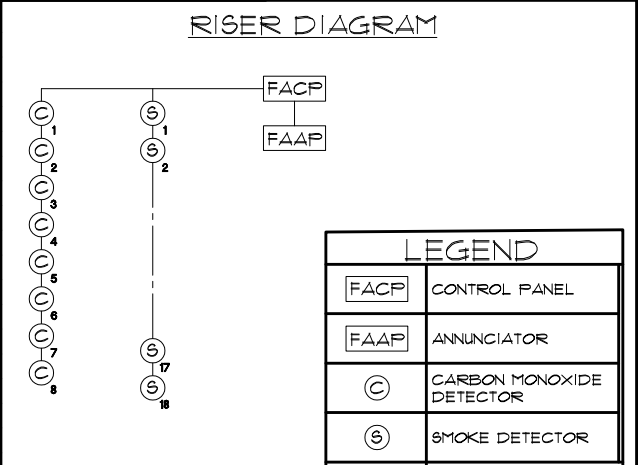 RISER DIAGRAM
FACP
C
1
S
1
FAAP
C
2
S
2
C
3
C
4
C
5
C
6
C
7
S
17
C
8
S
18
LEGEND
FACP CONTROL PANEL
FAAP ANNUNCIATOR
C CARBON MONOXIDE
DETECTOR
S SMOKE DETECTOR